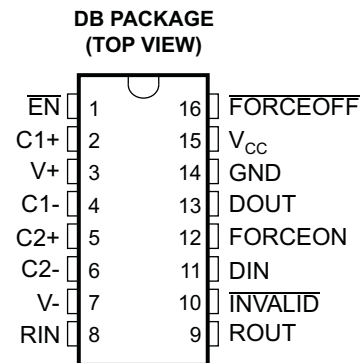 DB PACKAGE
(TOP VIEW)
EN 1 16 FORCEOFF
C1+ 2 15 VCC
V+ 3 14 GND
C1- 4 13 DOUT
C2+ 5 12 FORCEON
C2- 6 11 DIN
V- 7 10 INVALID
RIN 8 9 ROUT